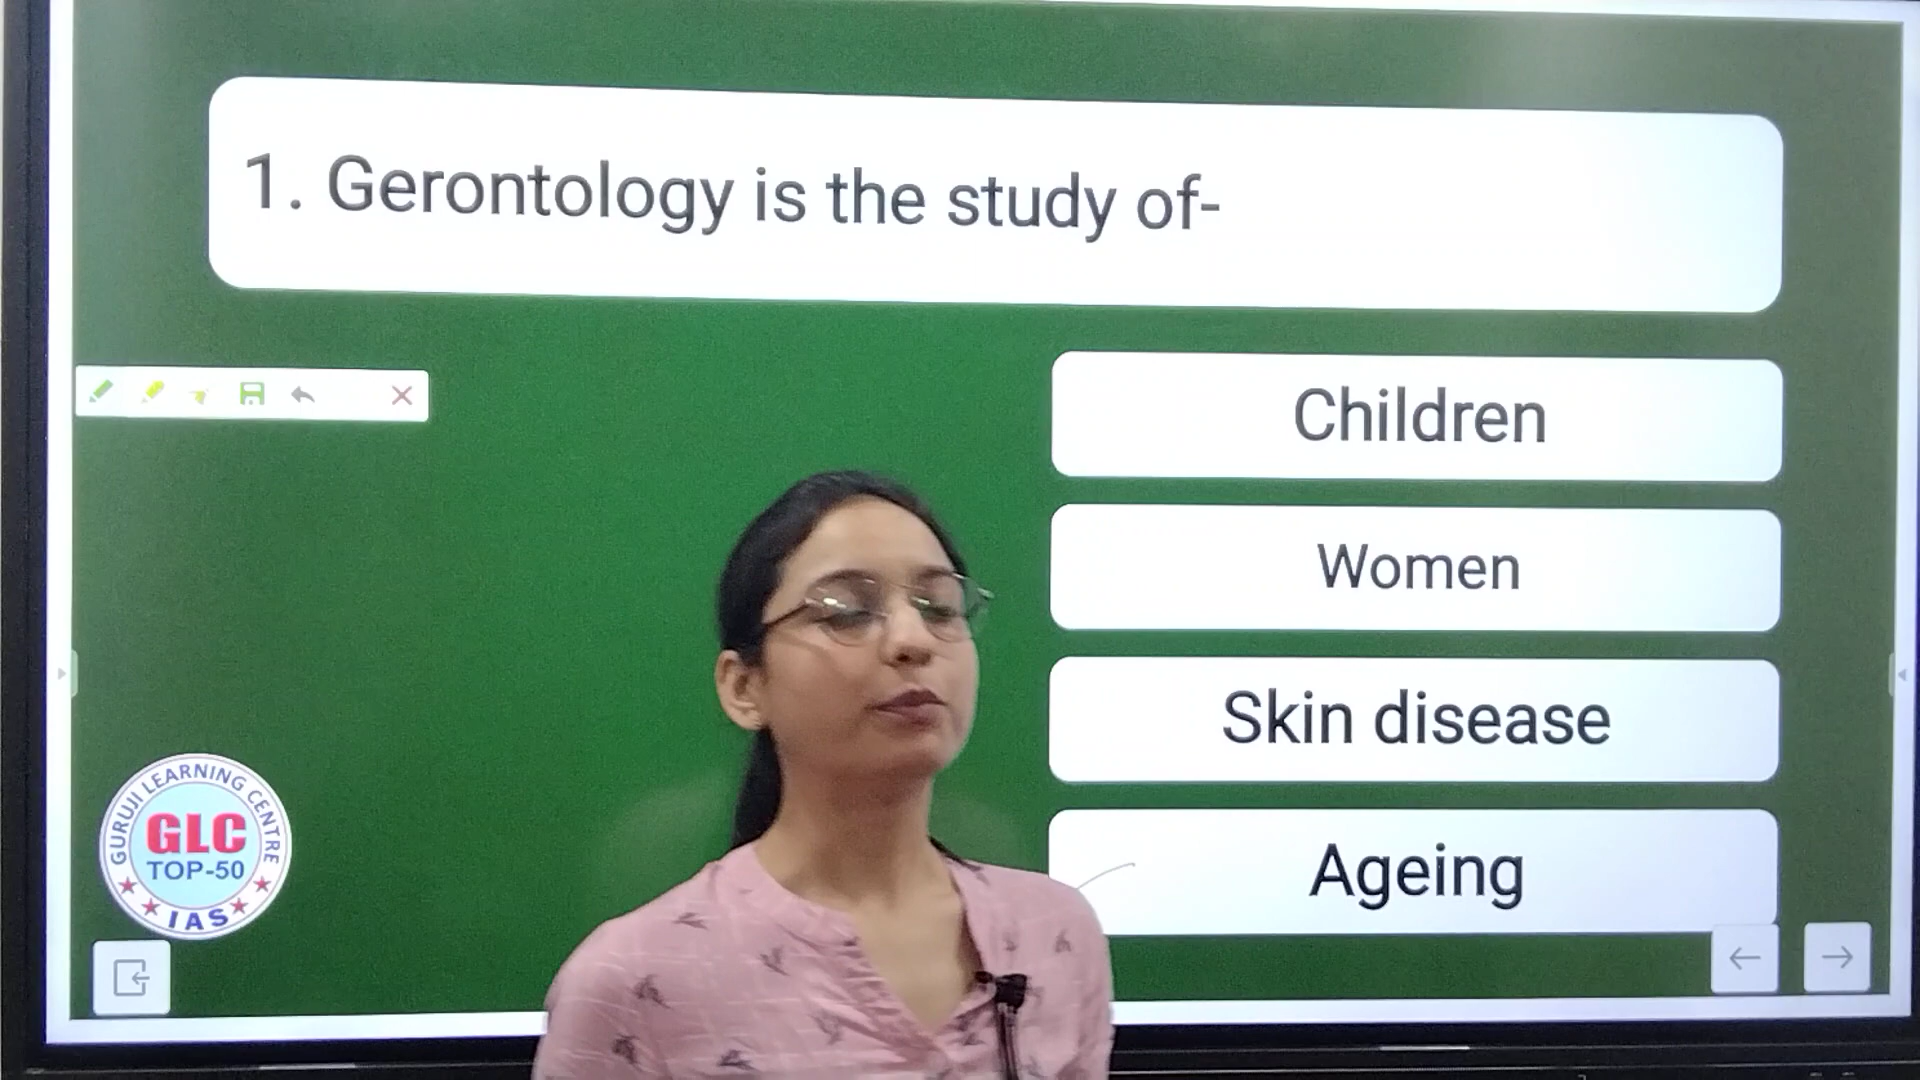 1. Gerontology is the study of-
Children
Women
Skin disease
Ageing
GURUJI LEARNING CENTRE
GLC
TOP-50
IAS